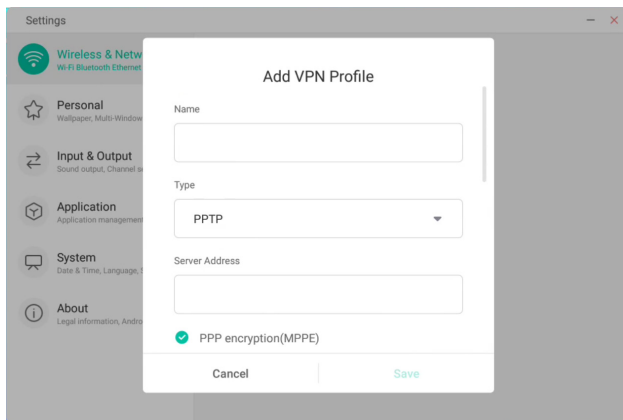 Settings
Wireless & Netw
Wi-Fi Bluetooth Ethernet
Personal
Wallpaper, Multi-Window
Input & Output
Sound output, Channel s
Application
Application management
System
Date & Time, Language, S
About
Legal information, Andro
Add VPN Profile
Name
Type
PPTP
Server Address
PPP encryption(MPPE)
Cancel
Save